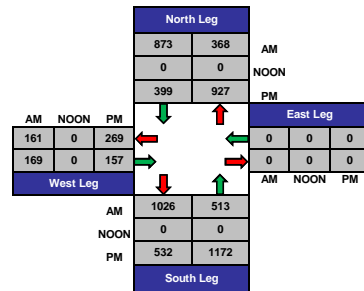 North Leg
873 368 AM
0 0 NOON
399 927 PM
AM NOON PM
East Leg
161 0 269
0 0 0
169 0 157
0 0 0
West Leg
AM NOON PM
AM 1026 513
NOON 0 0
PM 532 1172
South Leg